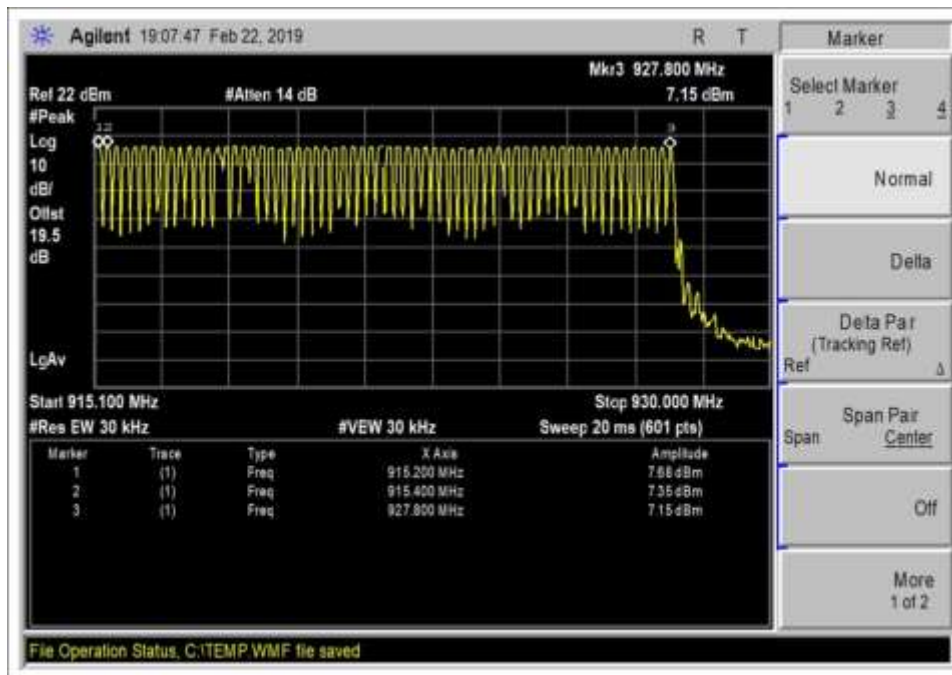 Agilent 19:07:47 Feb 22, 2019 R T
Marker
Mkr3 927.800 MHz
Ref 22 dBm #Atten 14 dB 7.15 dBm
#Peak
Log
10
dB/
Offst
19.5
dB
LgAv
1 2 3
Start 915.100 MHz Stop 930.000 MHz
#Res BW 30 kHz #VBW 30 kHz Sweep 20 ms (601 pts)
Marker Trace Type X Axis Amplitude
1 (1) Freq 915.200 MHz 7.68 dBm
2 (1) Freq 915.400 MHz 7.35 dBm
3 (1) Freq 927.800 MHz 7.15 dBm
Select Marker
1 2 3 4
Normal
Delta
Delta Pair
(Tracking Ref)
Ref Δ
Span Pair
Span Center
Off
More
1 of 2
File Operation Status, C:\TEMP.WMF file saved